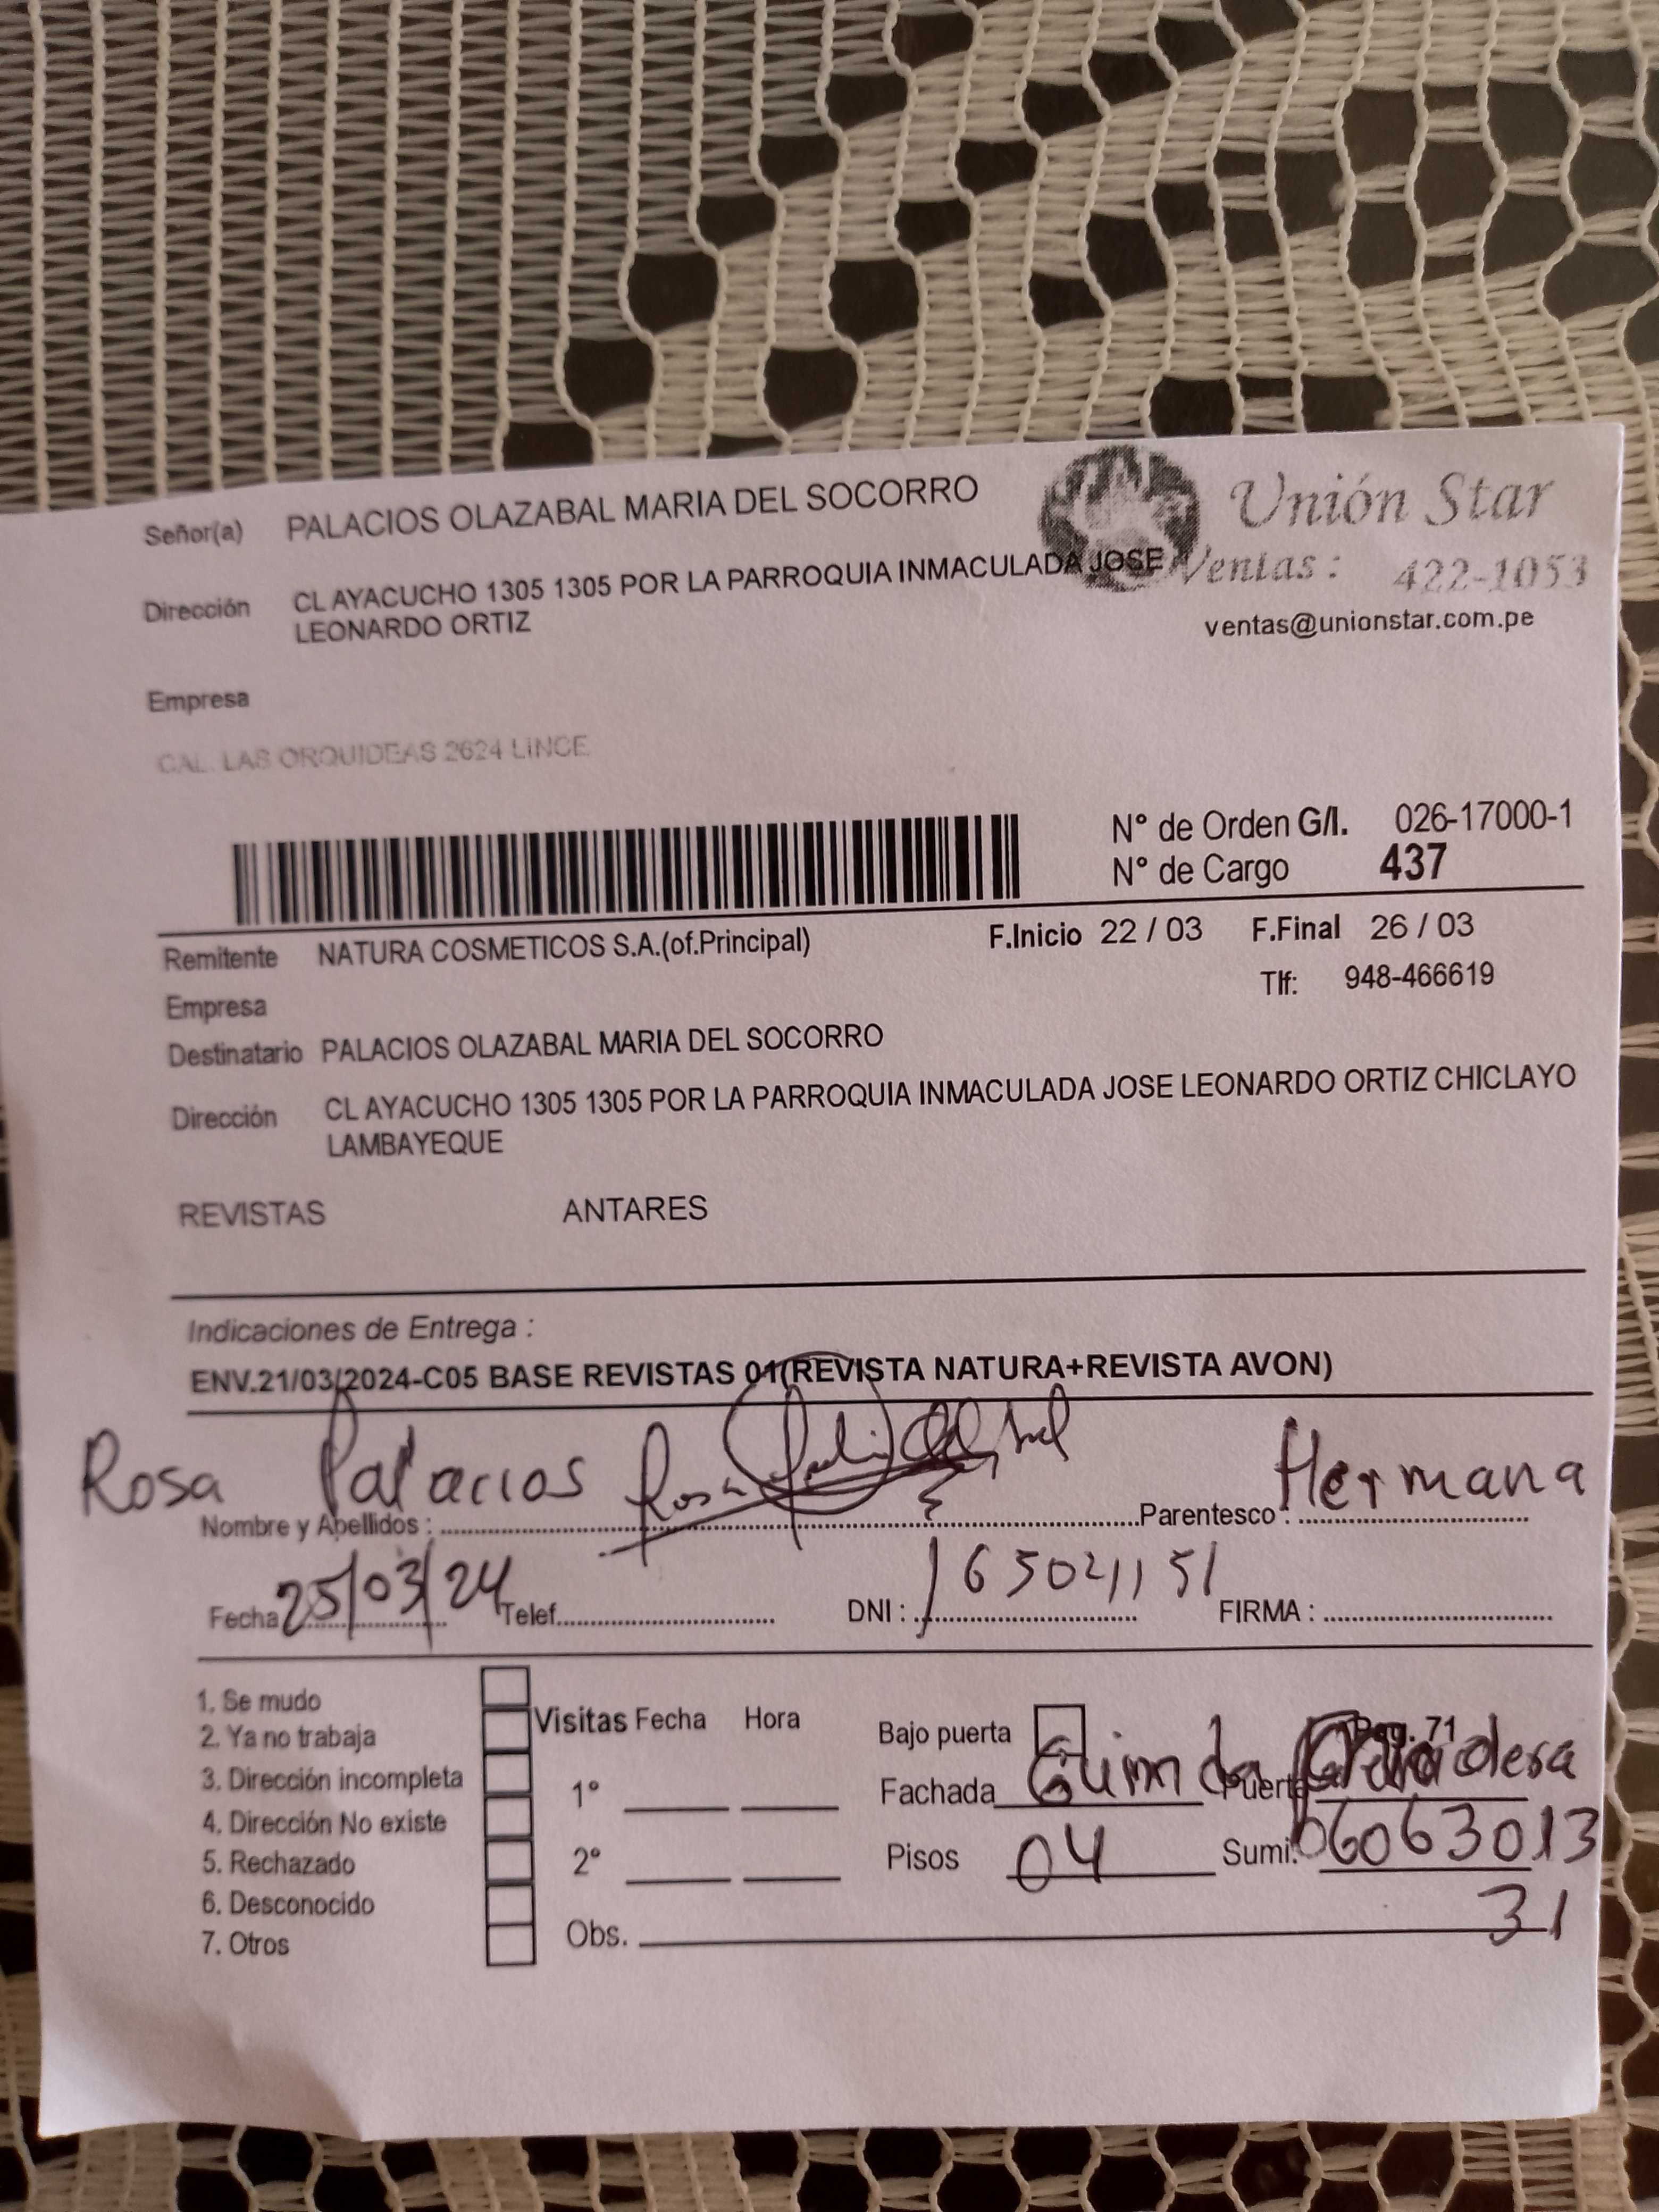 Señor(a) PALACIOS OLAZABAL MARIA DEL SOCORRO
Unión Star
Dirección CL AYACUCHO 1305 1305 POR LA PARROQUIA INMACULADA JOSE
LEONARDO ORTIZ
Ventas: 422-1053
ventas@unionstar.com.pe
Empresa
CAL. LAS ORQUIDEAS 2624 LINCE
N° de Orden G/I. 026-17000-1
N° de Cargo 437
Remitente NATURA COSMETICOS S.A.(of.Principal) F.Inicio 22 / 03 F.Final 26 / 03
Empresa Tlf: 948-466619
Destinatario PALACIOS OLAZABAL MARIA DEL SOCORRO
Dirección CL AYACUCHO 1305 1305 POR LA PARROQUIA INMACULADA JOSE LEONARDO ORTIZ CHICLAYO
LAMBAYEQUE
REVISTAS ANTARES
Indicaciones de Entrega :
ENV.21/03/2024-C05 BASE REVISTAS 01(REVISTA NATURA+REVISTA AVON)
Rosa Palacios Hermana
Nombre y Apellidos : Parentesco :
Fecha 25/03/24 Telef. DNI : 16502115 FIRMA :
1. Se mudo
2. Ya no trabaja
3. Dirección incompleta
4. Dirección No existe
5. Rechazado
6. Desconocido
7. Otros
Visitas Fecha Hora
1°
2°
Obs.
Bajo puerta Pag. 71
Fachada Guinda Puerta
Pisos 04 Sumi. 06063013
31